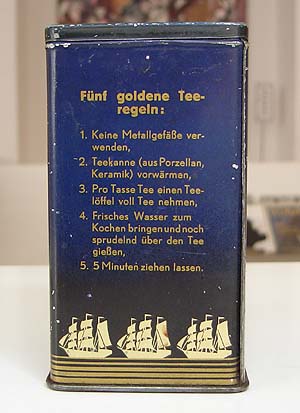 Fünf goldene Tee-
regeln:
1. Keine Metallgefäße ver-
wenden,
2. Teekanne (aus Porzellan,
Keramik) vorwärmen,
3. Pro Tasse Tee einen Tee-
löffel voll Tee nehmen,
4. Frisches Wasser zum
Kochen bringen und noch
sprudelnd über den Tee
gießen,
5. 5 Minuten ziehen lassen.